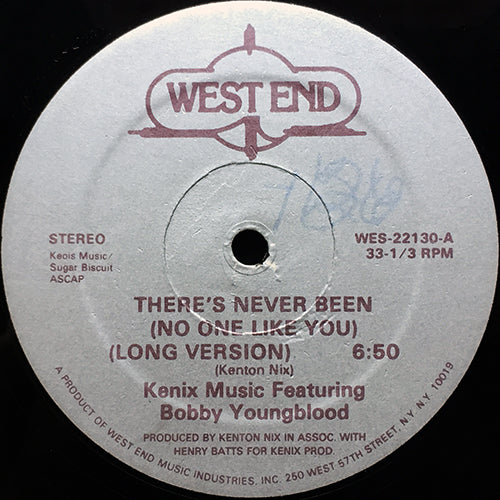 WEST END
STEREO
WES-22130-A
Keois Music/
33-1/3 RPM
Sugar Biscuit
ASCAP
THERE'S NEVER BEEN
(NO ONE LIKE YOU)
(LONG VERSION) 6:50
(Kenton Nix)
Kenix Music Featuring
Bobby Youngblood
PRODUCED BY KENTON NIX IN ASSOC. WITH
HENRY BATTS FOR KENIX PROD.
A PRODUCT OF WEST END MUSIC INDUSTRIES, INC. 250 WEST 57TH STREET, NY, N.Y. 10019